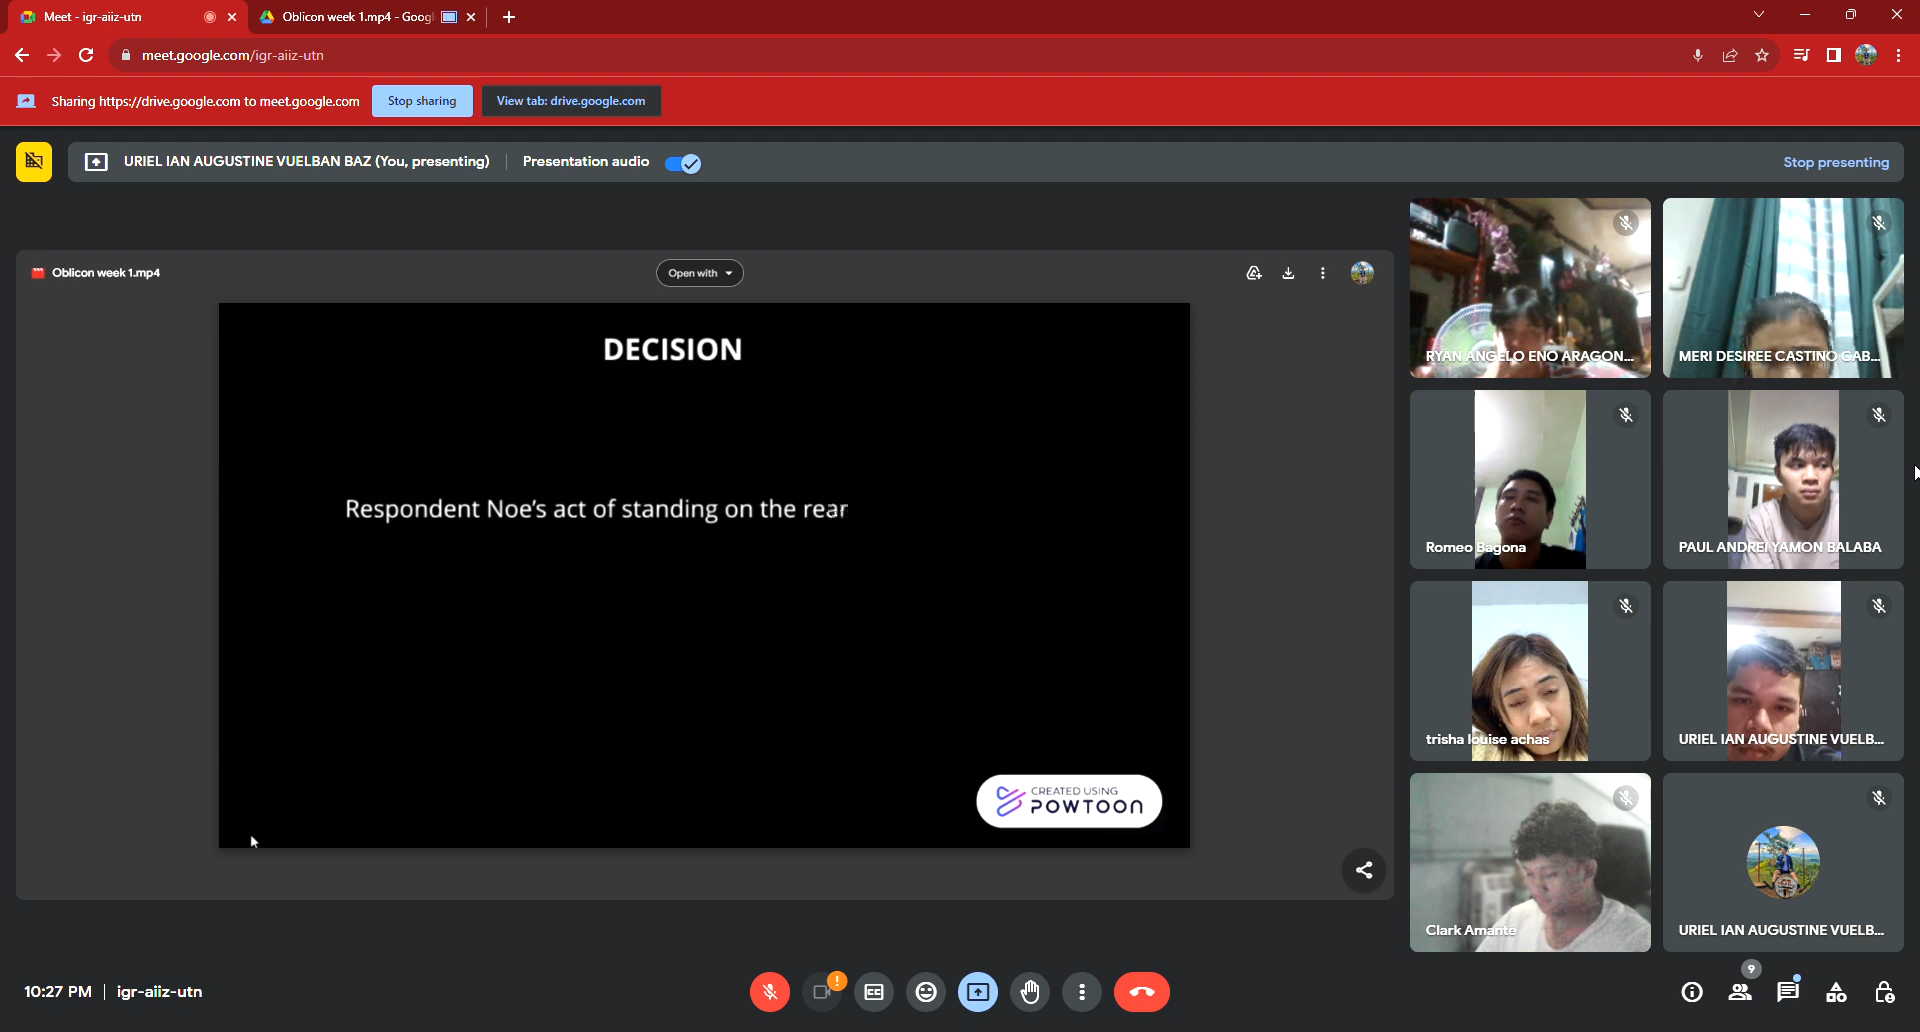 Meet - igr-aiiz-utn
Oblicon week 1.mp4 - Goog
meet.google.com/igr-aiiz-utn
Sharing https://drive.google.com to meet.google.com
Stop sharing
View tab: drive.google.com
URIEL IAN AUGUSTINE VUELBAN BAZ (You, presenting)
Presentation audio
Stop presenting
Oblicon week 1.mp4
Open with
DECISION
Respondent Noe's act of standing on the rear
CREATED USING
POWTOON
RYAN ANGELO ENO ARAGON...
MERI DESIREE CASTINO GAB...
Romeo Bagona
PAUL ANDREI YAMON BALABA
trisha louise achas
URIEL IAN AUGUSTINE VUELB...
Clark Amante
URIEL IAN AUGUSTINE VUELB...
10:27 PM | igr-aiiz-utn
!
CC
9